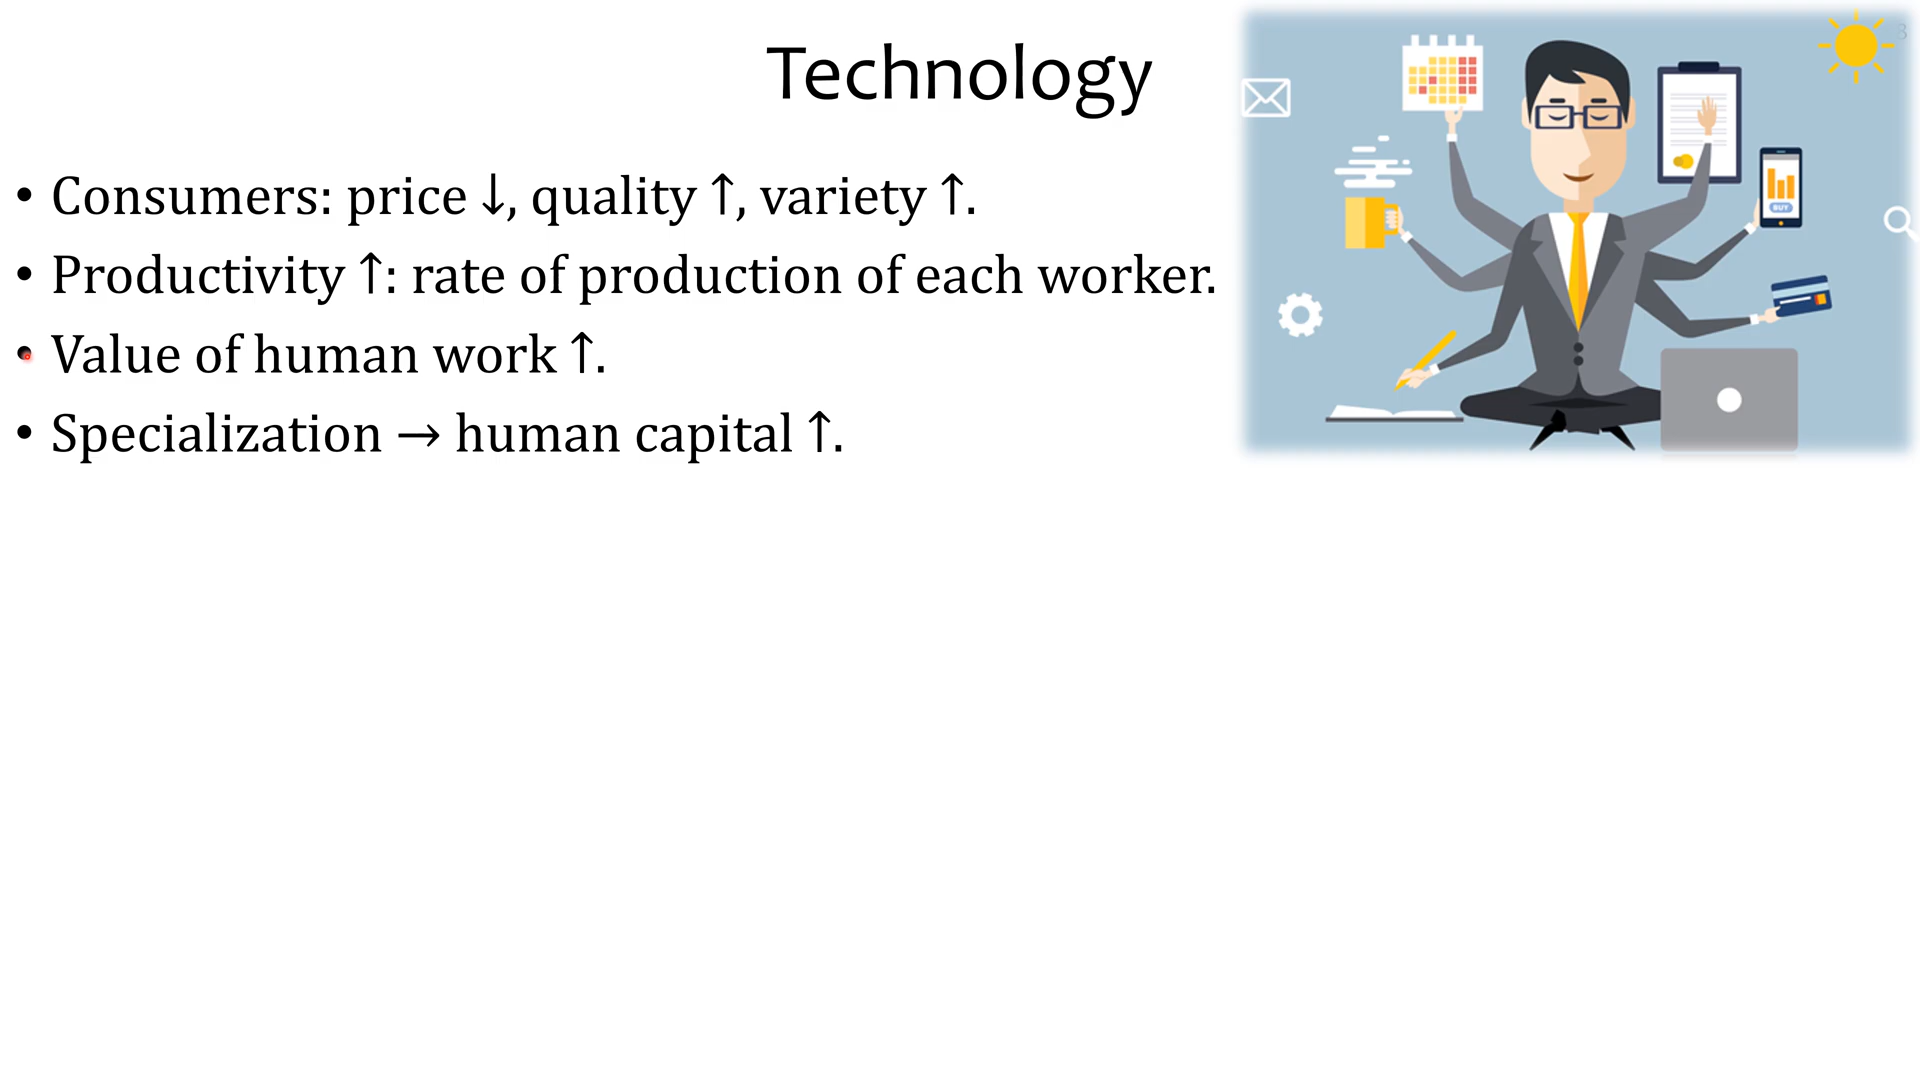 Technology
• Consumers: price ↓, quality ↑, variety ↑.
• Productivity ↑: rate of production of each worker.
• Value of human work ↑.
• Specialization → human capital ↑.
BUY